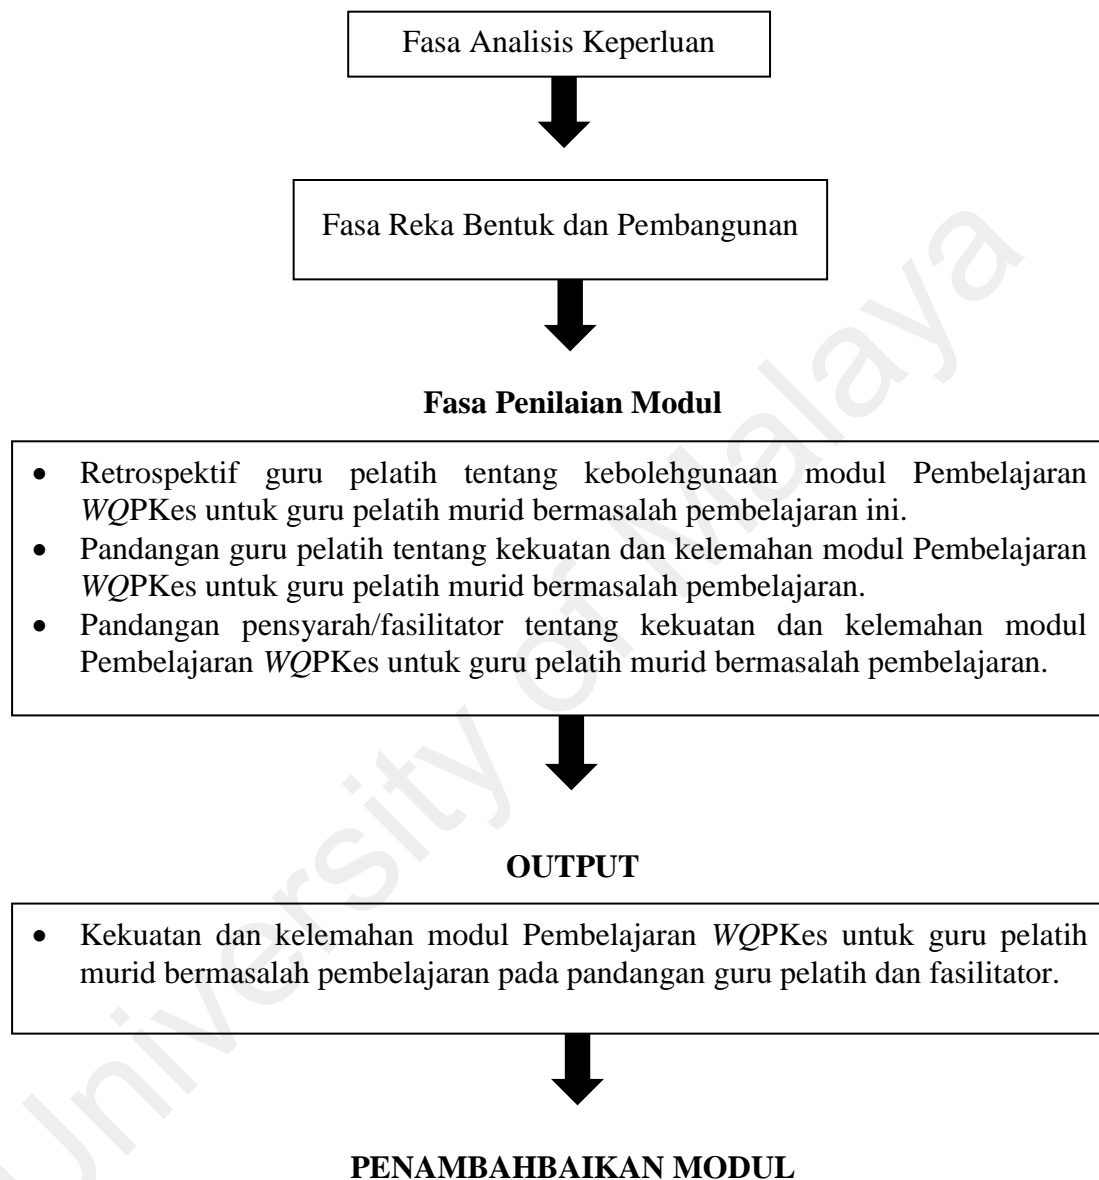 Fasa Analisis Keperluan
Fasa Reka Bentuk dan Pembangunan
Fasa Penilaian Modul
• Retrospektif guru pelatih tentang kebolehgunaan modul Pembelajaran
WQPKes untuk guru pelatih murid bermasalah pembelajaran ini.
• Pandangan guru pelatih tentang kekuatan dan kelemahan modul Pembelajaran
WQPKes untuk guru pelatih murid bermasalah pembelajaran.
• Pandangan pensyarah/fasilitator tentang kekuatan dan kelemahan modul
Pembelajaran WQPKes untuk guru pelatih murid bermasalah pembelajaran.
OUTPUT
• Kekuatan dan kelemahan modul Pembelajaran WQPKes untuk guru pelatih
murid bermasalah pembelajaran pada pandangan guru pelatih dan fasilitator.
PENAMBAHBAIKAN MODUL
University of Malaya